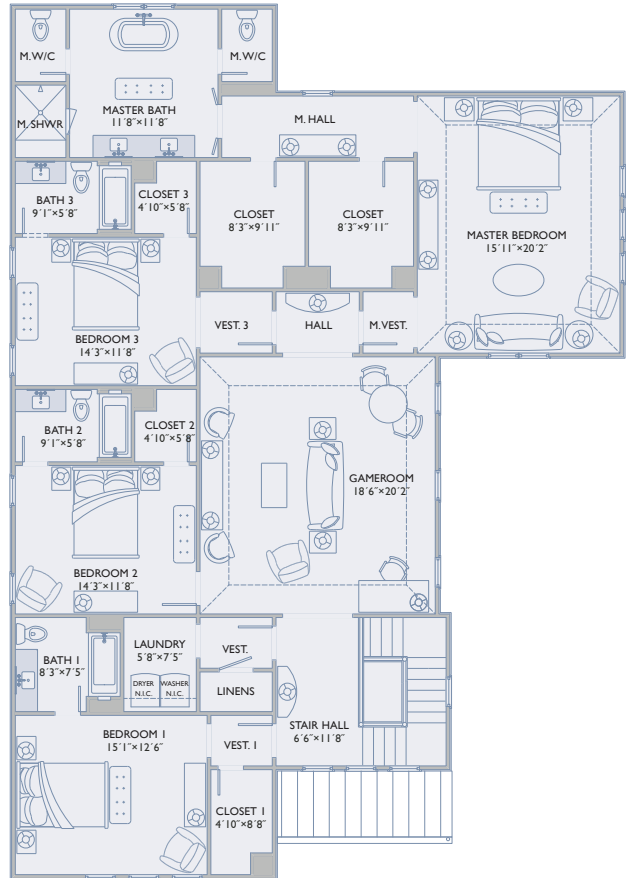 M.W/C
M.W/C
MASTER BATH
11'8"×11'8"
M. SHWR
M. HALL
BATH 3
9'1"×5'8"
CLOSET 3
4'10"×5'8"
CLOSET
8'3"×9'11"
CLOSET
8'3"×9'11"
MASTER BEDROOM
15'11"×20'2"
BEDROOM 3
14'3"×11'8"
VEST. 3
HALL
M.VEST.
BATH 2
9'1"×5'8"
CLOSET 2
4'10"×5'8"
GAMEROOM
18'6"×20'2"
BEDROOM 2
14'3"×11'8"
BATH 1
8'3"×7'5"
LAUNDRY
5'8"×7'5"
DRYER
N.I.C.
WASHER
N.I.C.
VEST.
LINENS
STAIR HALL
6'6"×11'8"
BEDROOM 1
15'1"×12'6"
VEST. 1
CLOSET 1
4'10"×8'8"